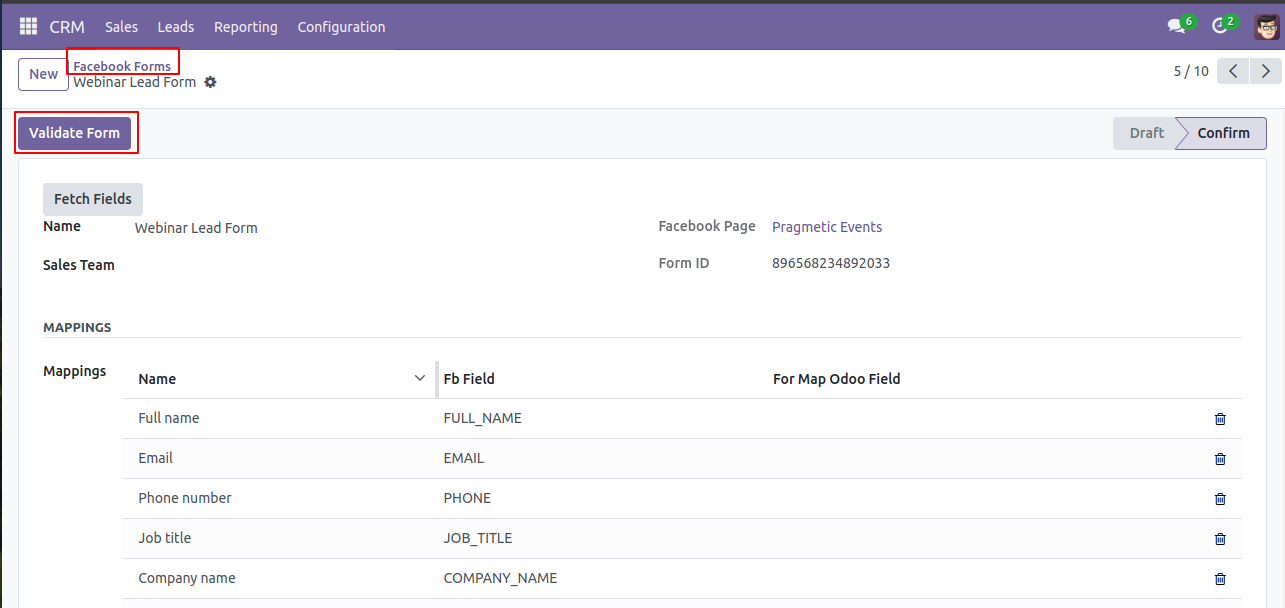 CRM Sales Leads Reporting Configuration 6 2
New Facebook Forms
Webinar Lead Form 5 / 10
Validate Form Draft Confirm
Fetch Fields
Name Webinar Lead Form Facebook Page Pragmetic Events
Sales Team Form ID 896568234892033
MAPPINGS
Mappings Name Fb Field For Map Odoo Field
Full name FULL_NAME
Email EMAIL
Phone number PHONE
Job title JOB_TITLE
Company name COMPANY_NAME